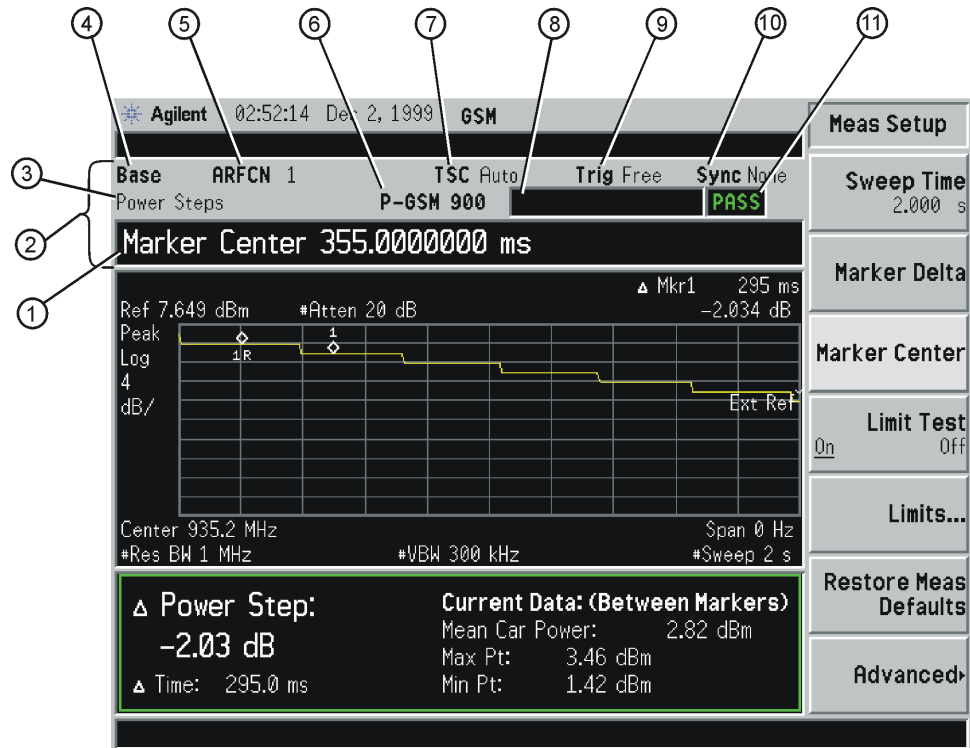 4 5 6 7 8 9 10 11
Agilent 02:52:14 Dec 2, 1999 GSM
Meas Setup
3
Base ARFCN 1 TSC Auto Trig Free Sync None
Power Steps P-GSM 900 PASS
Sweep Time
2.000 s
2
Marker Center 355.0000000 ms
Marker Delta
1
Δ Mkr1 295 ms
Ref 7.649 dBm #Atten 20 dB -2.034 dB
Peak
Log
4
dB/
1R
1
Ext Ref
Marker Center
Limit Test
On Off
Center 935.2 MHz Span 0 Hz
#Res BW 1 MHz #VBW 300 kHz #Sweep 2 s
Limits...
Restore Meas
Defaults
Δ Power Step:
-2.03 dB
Δ Time: 295.0 ms
Current Data: (Between Markers)
Mean Car Power: 2.82 dBm
Max Pt: 3.46 dBm
Min Pt: 1.42 dBm
Advanced